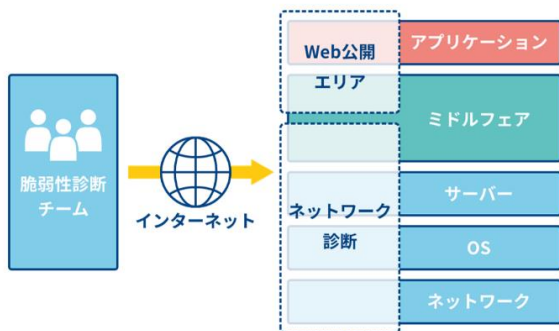 脆弱性診断
チーム
インターネット
Web公開
エリア
ネットワーク
診断
アプリケーション
ミドルフェア
サーバー
OS
ネットワーク